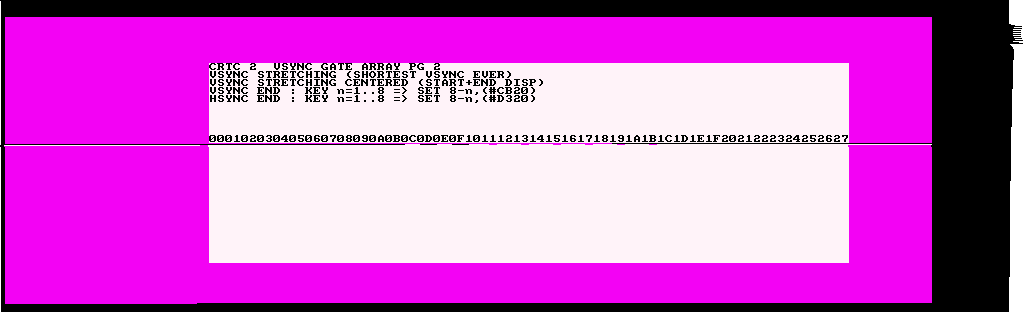 CRTC 2  VSYNC GATE ARRAY PG 2
VSYNC STRETCHING (SHORTEST VSYNC EVER)
VSYNC STRETCHING CENTERED (START+END DISP)
VSYNC END : KEY n=1..8 => SET 8-n,(#CB20)
HSYNC END : KEY n=1..8 => SET 8-n,(#D320)
000102030405060708090A0B0C0D0E0F101112131415161718191A1B1C1D1E1F2021222324252627